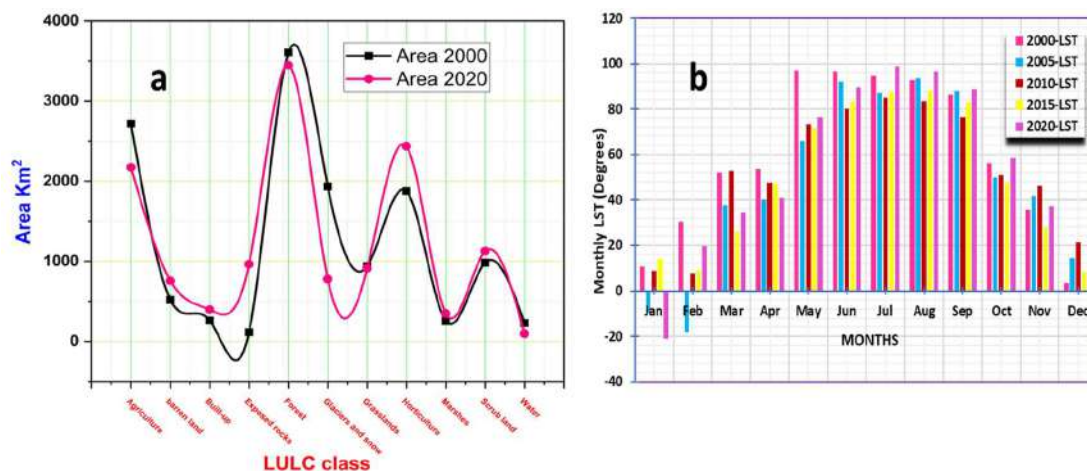 a
Area 2000
Area 2020
4000
3000
2000
1000
0
Area Km²
Agriculture
barren land
Built-up
Exposed rocks
Forest
Glaciers and snow
Grasslands
Horticulture
Marshes
Scrub land
Water
LULC class
b
2000-LST
2005-LST
2010-LST
2015-LST
2020-LST
120
100
80
60
40
20
0
-20
-40
Monthly LST (Degrees)
Jan Feb Mar Apr May Jun Jul Aug Sep Oct Nov Dec
MONTHS